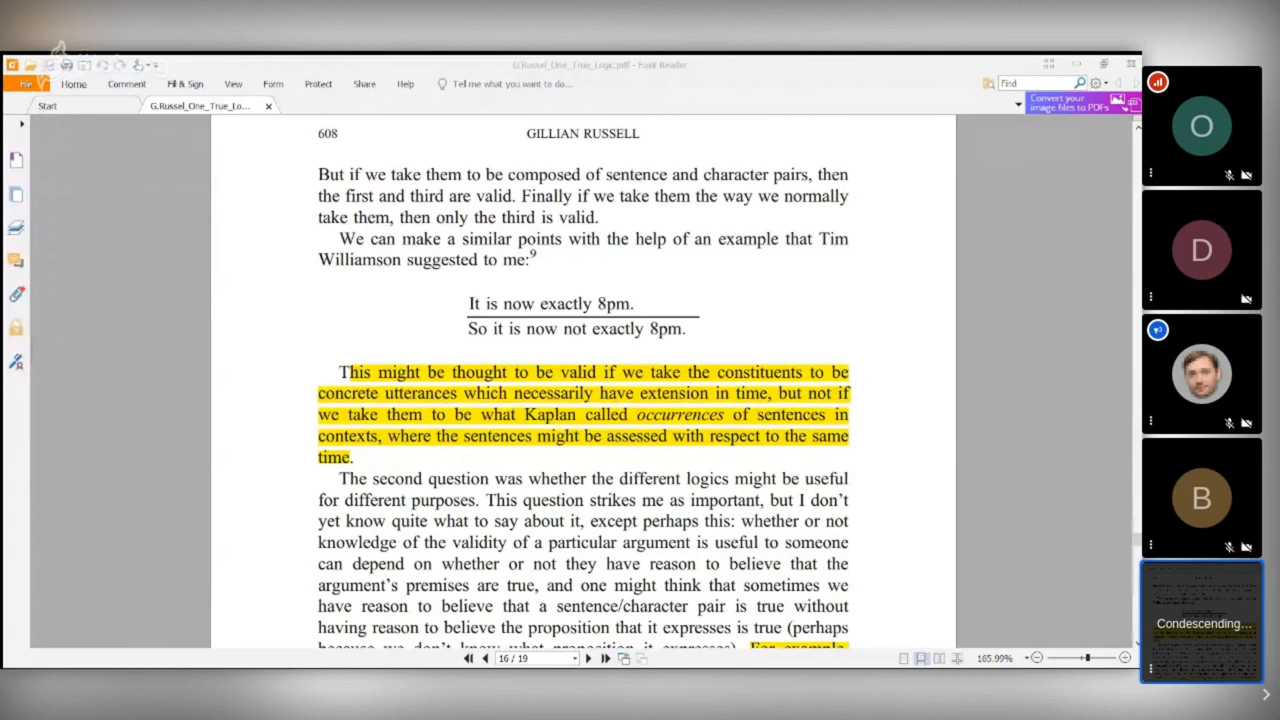 G.Russel_One_True_Logic.pdf - Foxit Reader
File Home Comment Fill & Sign View Form Protect Share Help Tell me what you want to do...
Find
Start
G.Russel_One_True_Lo...
Convert your
image files to PDFs
608 GILLIAN RUSSELL
But if we take them to be composed of sentence and character pairs, then
the first and third are valid. Finally if we take them the way we normally
take them, then only the third is valid.
We can make a similar points with the help of an example that Tim
Williamson suggested to me:9
It is now exactly 8pm.
So it is now not exactly 8pm.
This might be thought to be valid if we take the constituents to be
concrete utterances which necessarily have extension in time, but not if
we take them to be what Kaplan called occurrences of sentences in
contexts, where the sentences might be assessed with respect to the same
time.
The second question was whether the different logics might be useful
for different purposes. This question strikes me as important, but I don't
yet know quite what to say about it, except perhaps this: whether or not
knowledge of the validity of a particular argument is useful to someone
can depend on whether or not they have reason to believe that the
argument's premises are true, and one might think that sometimes we
have reason to believe that a sentence/character pair is true without
having reason to believe the proposition that it expresses is true (perhaps
because we don't know what proposition it expresses). For example,
16 / 19
165.99%
O
D
B
Condescending...